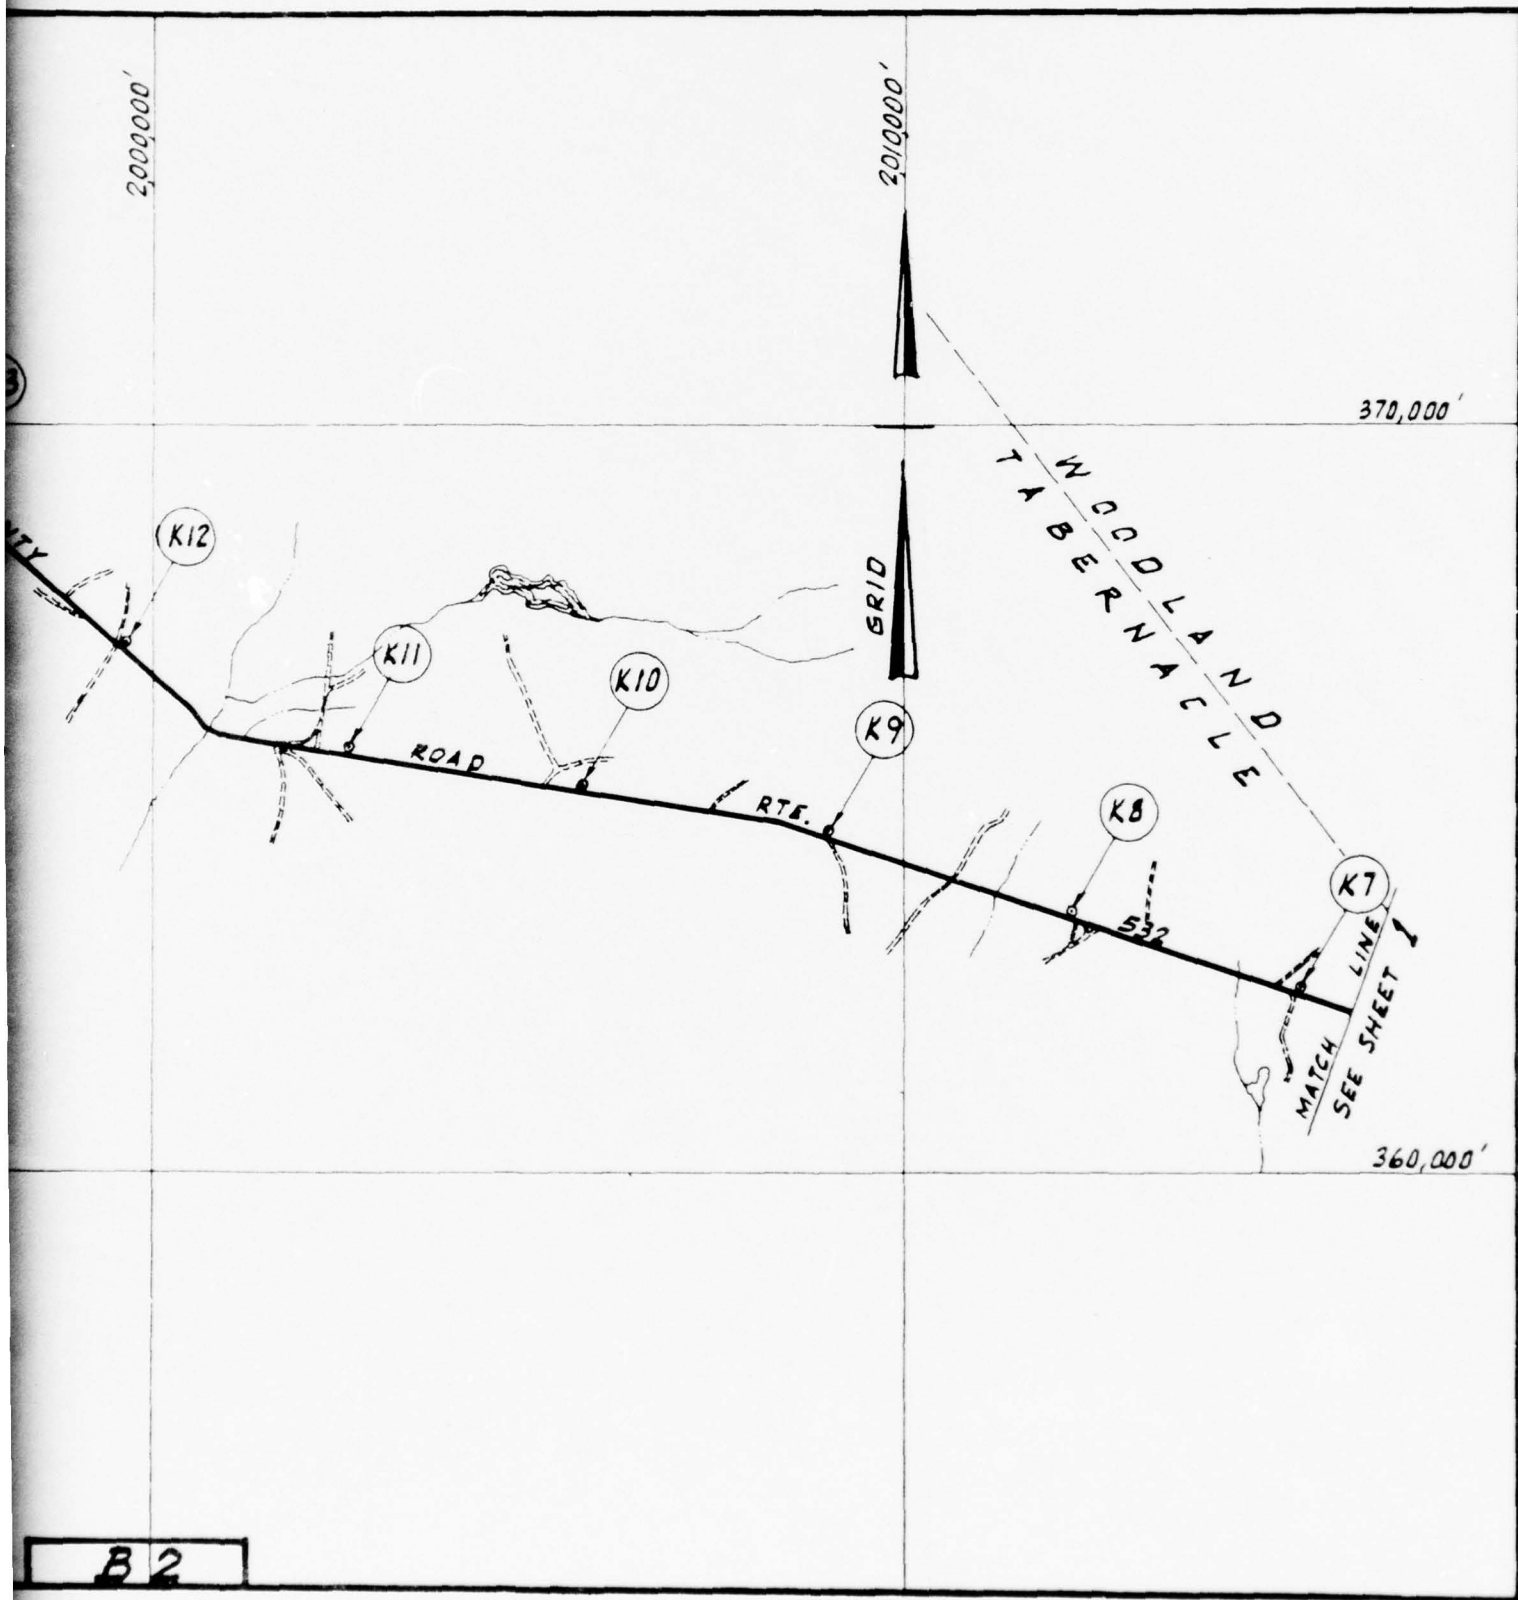 2,000,000'
2,010,000'
370,000'
WOODLAND
TABERNACLE
K12
GRID
K11
K10
K9
ROAD
RTE.
K8
K7
532
MATCH LINE
SEE SHEET 1
360,000'
B 2